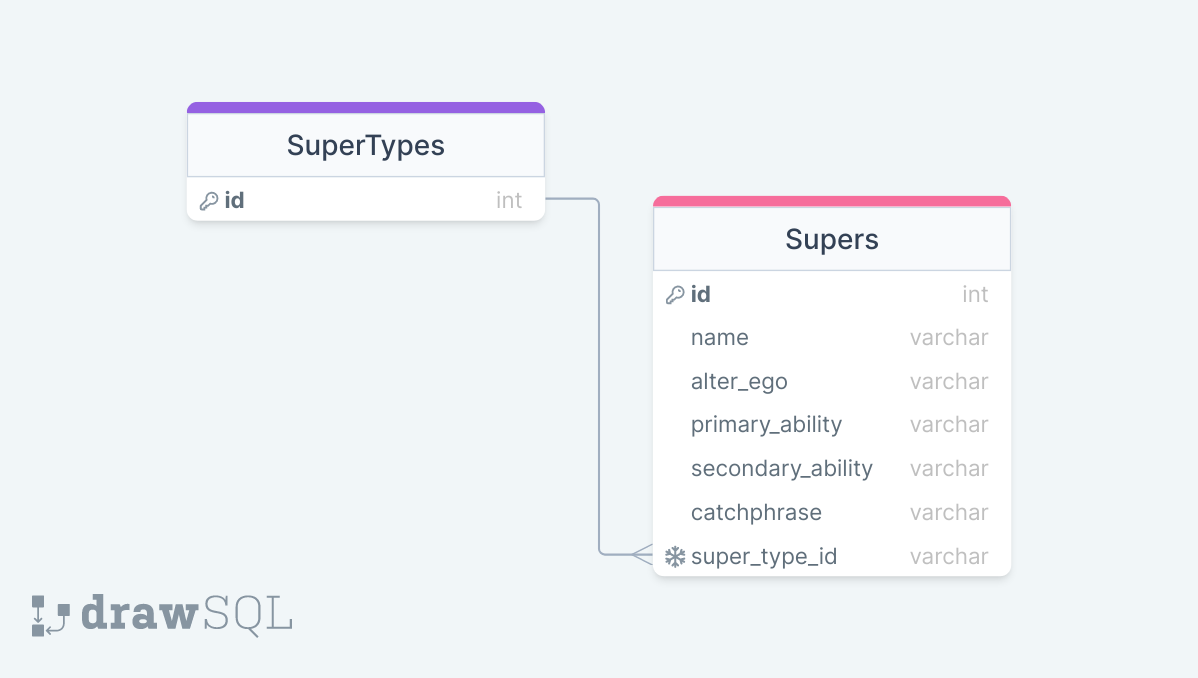 SuperTypes
id int
Supers
id int
name varchar
alter_ego varchar
primary_ability varchar
secondary_ability varchar
catchphrase varchar
super_type_id varchar
drawSQL